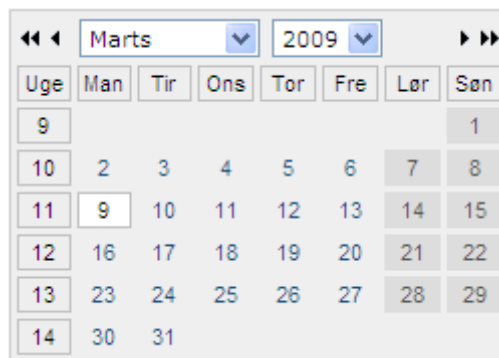 Marts 2009
Uge Man Tir Ons Tor Fre Lør Søn
9 1
10 2 3 4 5 6 7 8
11 9 10 11 12 13 14 15
12 16 17 18 19 20 21 22
13 23 24 25 26 27 28 29
14 30 31